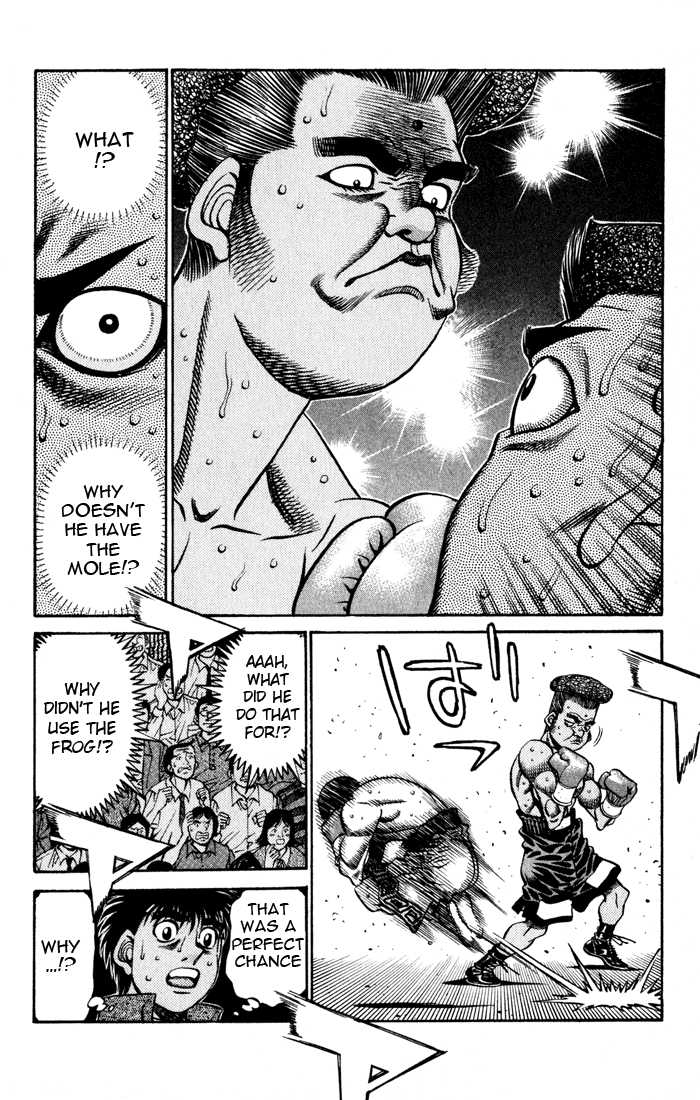 WHAT
!?
WHY
DOESN'T
HE HAVE
THE
MOLE!?
AAAH,
WHAT
DID HE
DO THAT
FOR!?
WHY
DIDN'T HE
USE THE
FROG!?
ばっ
THAT
WAS A
PERFECT
CHANCE
WHY
...!?